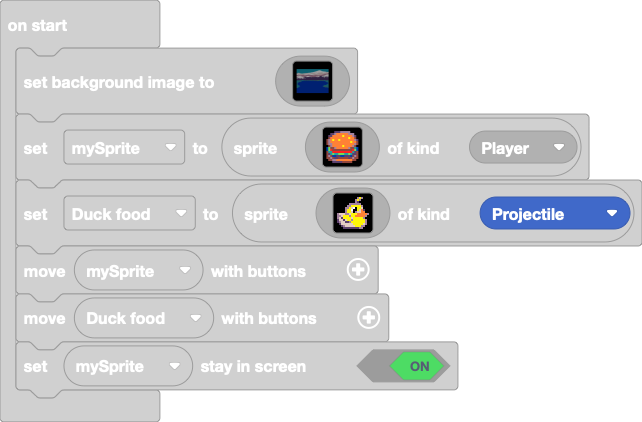 on start
set background image to
set mySprite to sprite of kind Player
set Duck food to sprite of kind Projectile
move mySprite with buttons
move Duck food with buttons
set mySprite stay in screen ON